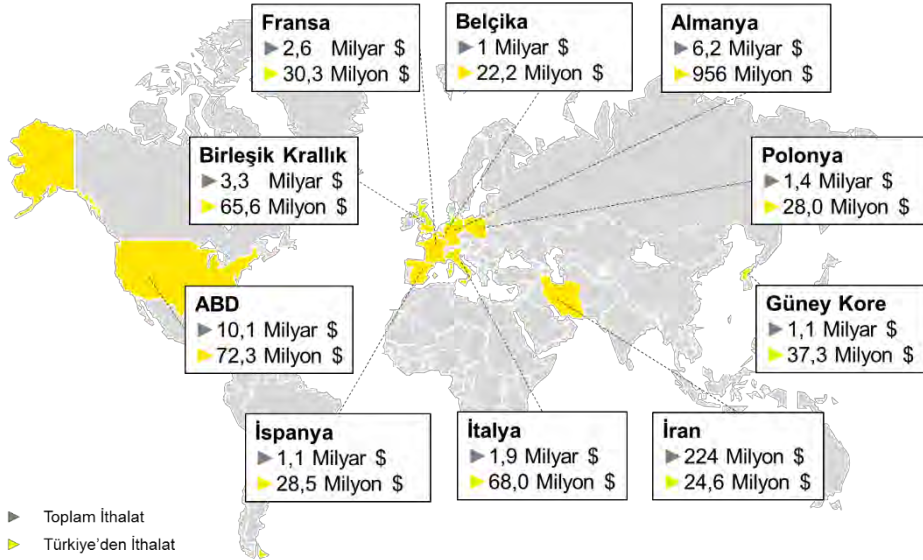 Fransa
2,6 Milyar $
30,3 Milyon $
Belçika
1 Milyar $
22,2 Milyon $
Almanya
6,2 Milyar $
956 Milyon $
Birleşik Krallık
3,3 Milyar $
65,6 Milyon $
Polonya
1,4 Milyar $
28,0 Milyon $
ABD
10,1 Milyar $
72,3 Milyon $
Güney Kore
1,1 Milyar $
37,3 Milyon $
İspanya
1,1 Milyar $
28,5 Milyon $
İtalya
1,9 Milyar $
68,0 Milyon $
İran
224 Milyon $
24,6 Milyon $
Toplam İthalat
Türkiye'den İthalat